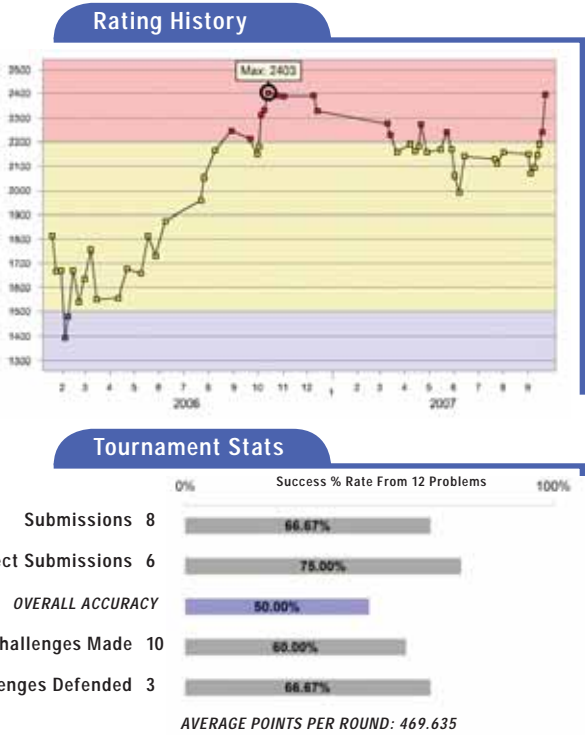 Rating History
2500
Max: 2403
2400
2300
2200
2100
2000
1900
1800
1700
1600
1500
1400
1300
2 3 4 5 6 7 8 9 10 11 12 1 2 3 4 5 6 7 8 9
2006 2007
Tournament Stats
0% Success % Rate From 12 Problems 100%
Submissions 8 66.67%
ect Submissions 6 75.00%
OVERALL ACCURACY 50.00%
hallenges Made 10 60.00%
enges Defended 3 66.67%
AVERAGE POINTS PER ROUND: 469.635